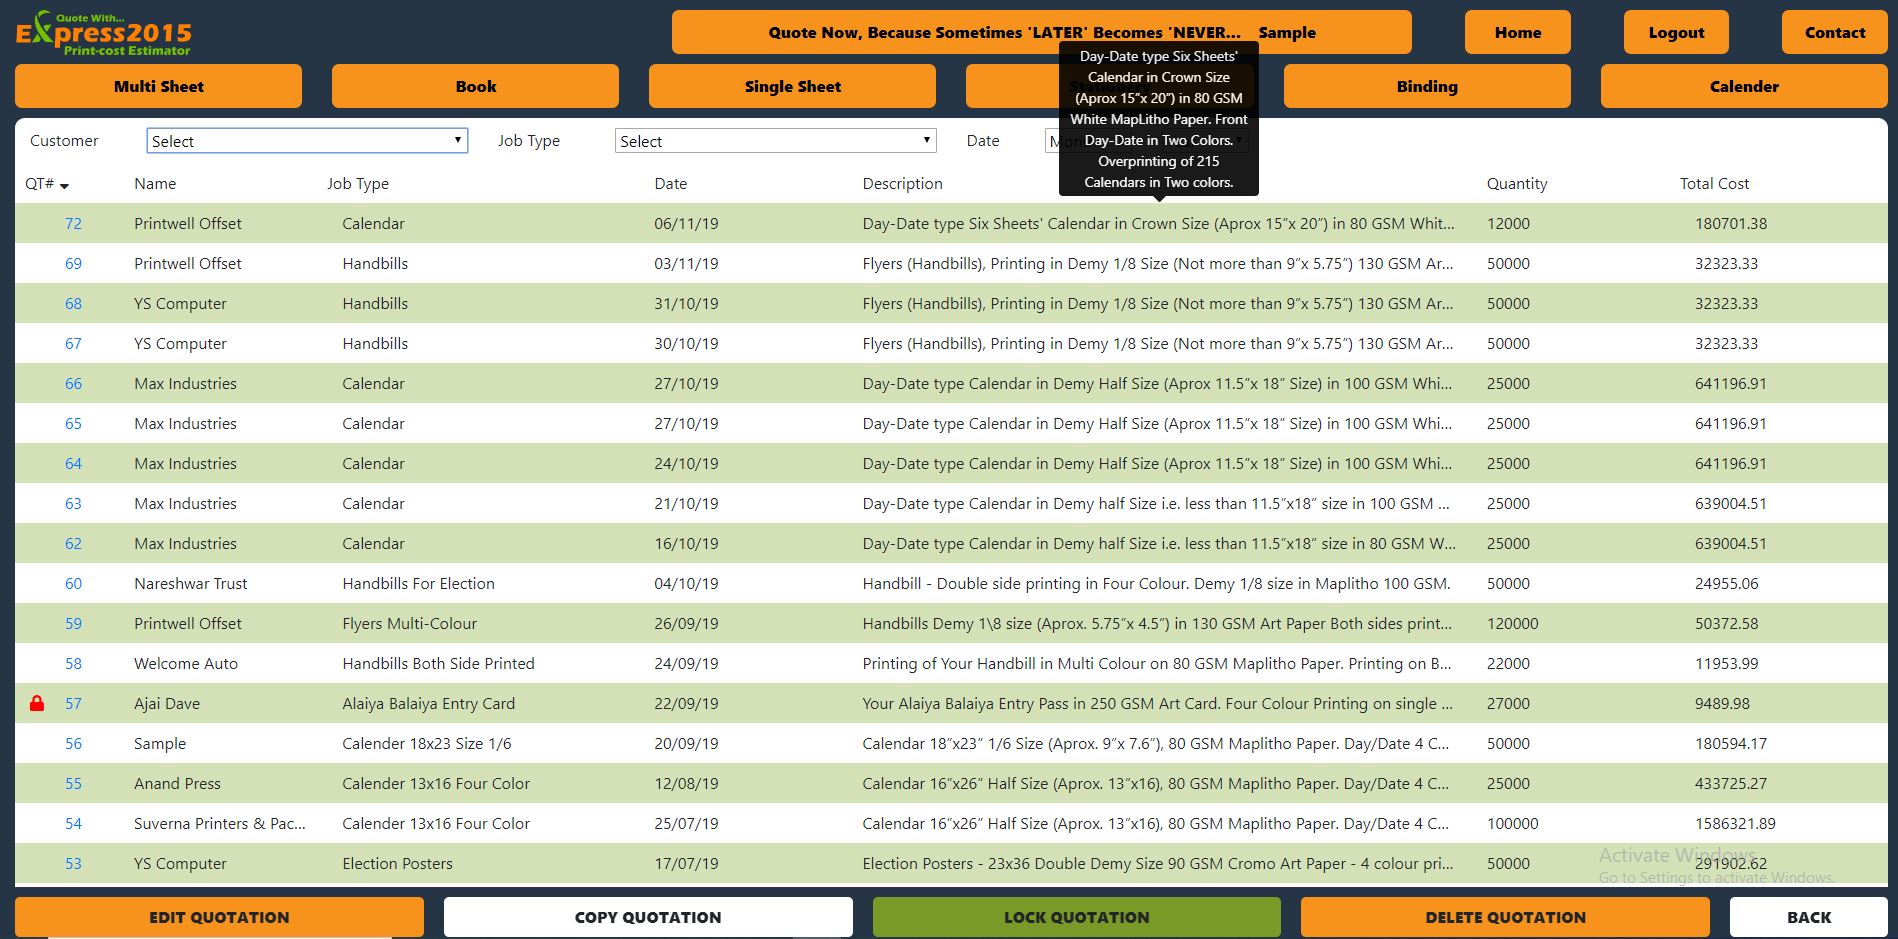 Quote With...
Express2015
Print-cost Estimator
Quote Now, Because Sometimes 'LATER' Becomes 'NEVER... Sample
Home
Logout
Contact
Multi Sheet
Book
Single Sheet
Stationery
Binding
Calender
Day-Date type Six Sheets'
Calendar in Crown Size
(Aprox 15"x 20") in 80 GSM
White MapLitho Paper. Front
Day-Date in Two Colors.
Overprinting of 215
Calendars in Two colors.
Customer Select Job Type Select Date
QT# Name Job Type Date Description Quantity Total Cost
72 Printwell Offset Calendar 06/11/19 Day-Date type Six Sheets' Calendar in Crown Size (Aprox 15"x 20") in 80 GSM Whit... 12000 180701.38
69 Printwell Offset Handbills 03/11/19 Flyers (Handbills), Printing in Demy 1/8 Size (Not more than 9"x 5.75") 130 GSM Ar... 50000 32323.33
68 YS Computer Handbills 31/10/19 Flyers (Handbills), Printing in Demy 1/8 Size (Not more than 9"x 5.75") 130 GSM Ar... 50000 32323.33
67 YS Computer Handbills 30/10/19 Flyers (Handbills), Printing in Demy 1/8 Size (Not more than 9"x 5.75") 130 GSM Ar... 50000 32323.33
66 Max Industries Calendar 27/10/19 Day-Date type Calendar in Demy Half Size (Aprox 11.5"x 18" Size) in 100 GSM Whi... 25000 641196.91
65 Max Industries Calendar 27/10/19 Day-Date type Calendar in Demy Half Size (Aprox 11.5"x 18" Size) in 100 GSM Whi... 25000 641196.91
64 Max Industries Calendar 24/10/19 Day-Date type Calendar in Demy Half Size (Aprox 11.5"x 18" Size) in 100 GSM Whi... 25000 641196.91
63 Max Industries Calendar 21/10/19 Day-Date type Calendar in Demy half Size i.e. less than 11.5"x18" size in 100 GSM ... 25000 639004.51
62 Max Industries Calendar 16/10/19 Day-Date type Calendar in Demy half Size i.e. less than 11.5"x18" size in 80 GSM W... 25000 639004.51
60 Nareshwar Trust Handbills For Election 04/10/19 Handbill - Double side printing in Four Colour. Demy 1/8 size in Maplitho 100 GSM. 50000 24955.06
59 Printwell Offset Flyers Multi-Colour 26/09/19 Handbills Demy 1\8 size (Aprox. 5.75"x 4.5") in 130 GSM Art Paper Both sides print... 120000 50372.58
58 Welcome Auto Handbills Both Side Printed 24/09/19 Printing of Your Handbill in Multi Colour on 80 GSM Maplitho Paper. Printing on B... 22000 11953.99
57 Ajai Dave Alaiya Balaiya Entry Card 22/09/19 Your Alaiya Balaiya Entry Pass in 250 GSM Art Card. Four Colour Printing on single ... 27000 9489.98
56 Sample Calender 18x23 Size 1/6 20/09/19 Calendar 18"x23" 1/6 Size (Aprox. 9"x 7.6"), 80 GSM Maplitho Paper. Day/Date 4 C... 50000 180594.17
55 Anand Press Calender 13x16 Four Color 12/08/19 Calendar 16"x26" Half Size (Aprox. 13"x16), 80 GSM Maplitho Paper. Day/Date 4 C... 25000 433725.27
54 Suverna Printers & Pac... Calender 13x16 Four Color 25/07/19 Calendar 16"x26" Half Size (Aprox. 13"x16), 80 GSM Maplitho Paper. Day/Date 4 C... 100000 1586321.89
53 YS Computer Election Posters 17/07/19 Election Posters - 23x36 Double Demy Size 90 GSM Cromo Art Paper - 4 colour pri... 50000 291902.62
Activate Windows
Go to Settings to activate Windows.
EDIT QUOTATION
COPY QUOTATION
LOCK QUOTATION
DELETE QUOTATION
BACK